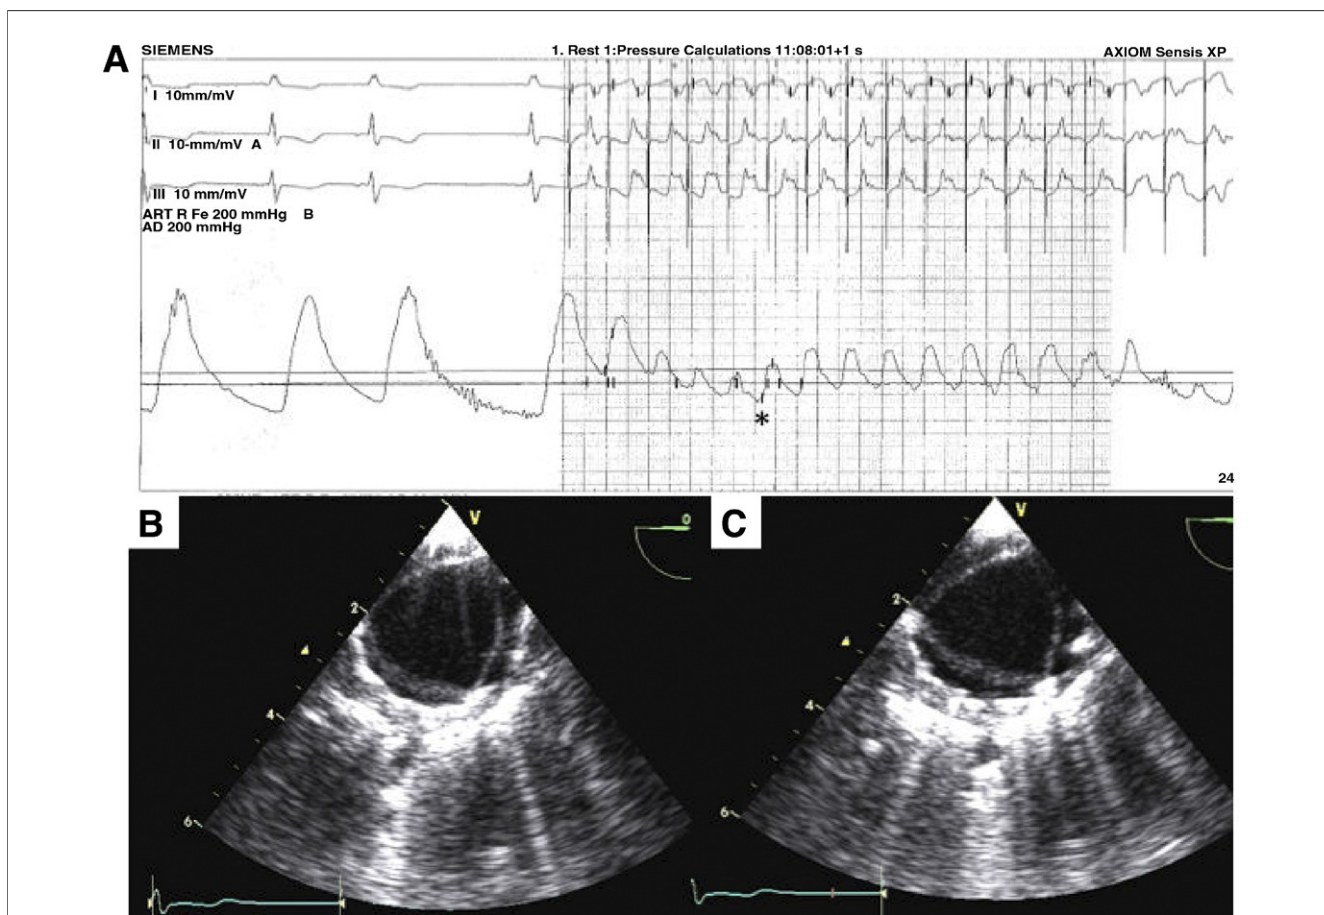 A
SIEMENS
1. Rest 1:Pressure Calculations 11:08:01+1 s
AXIOM Sensis XP
I 10mm/mV
II 10-mm/mV A
III 10 mm/mV
ART R Fe 200 mmHg B
AD 200 mmHg
*
24
B
V
0
2
4
6
C
V
2
4
6